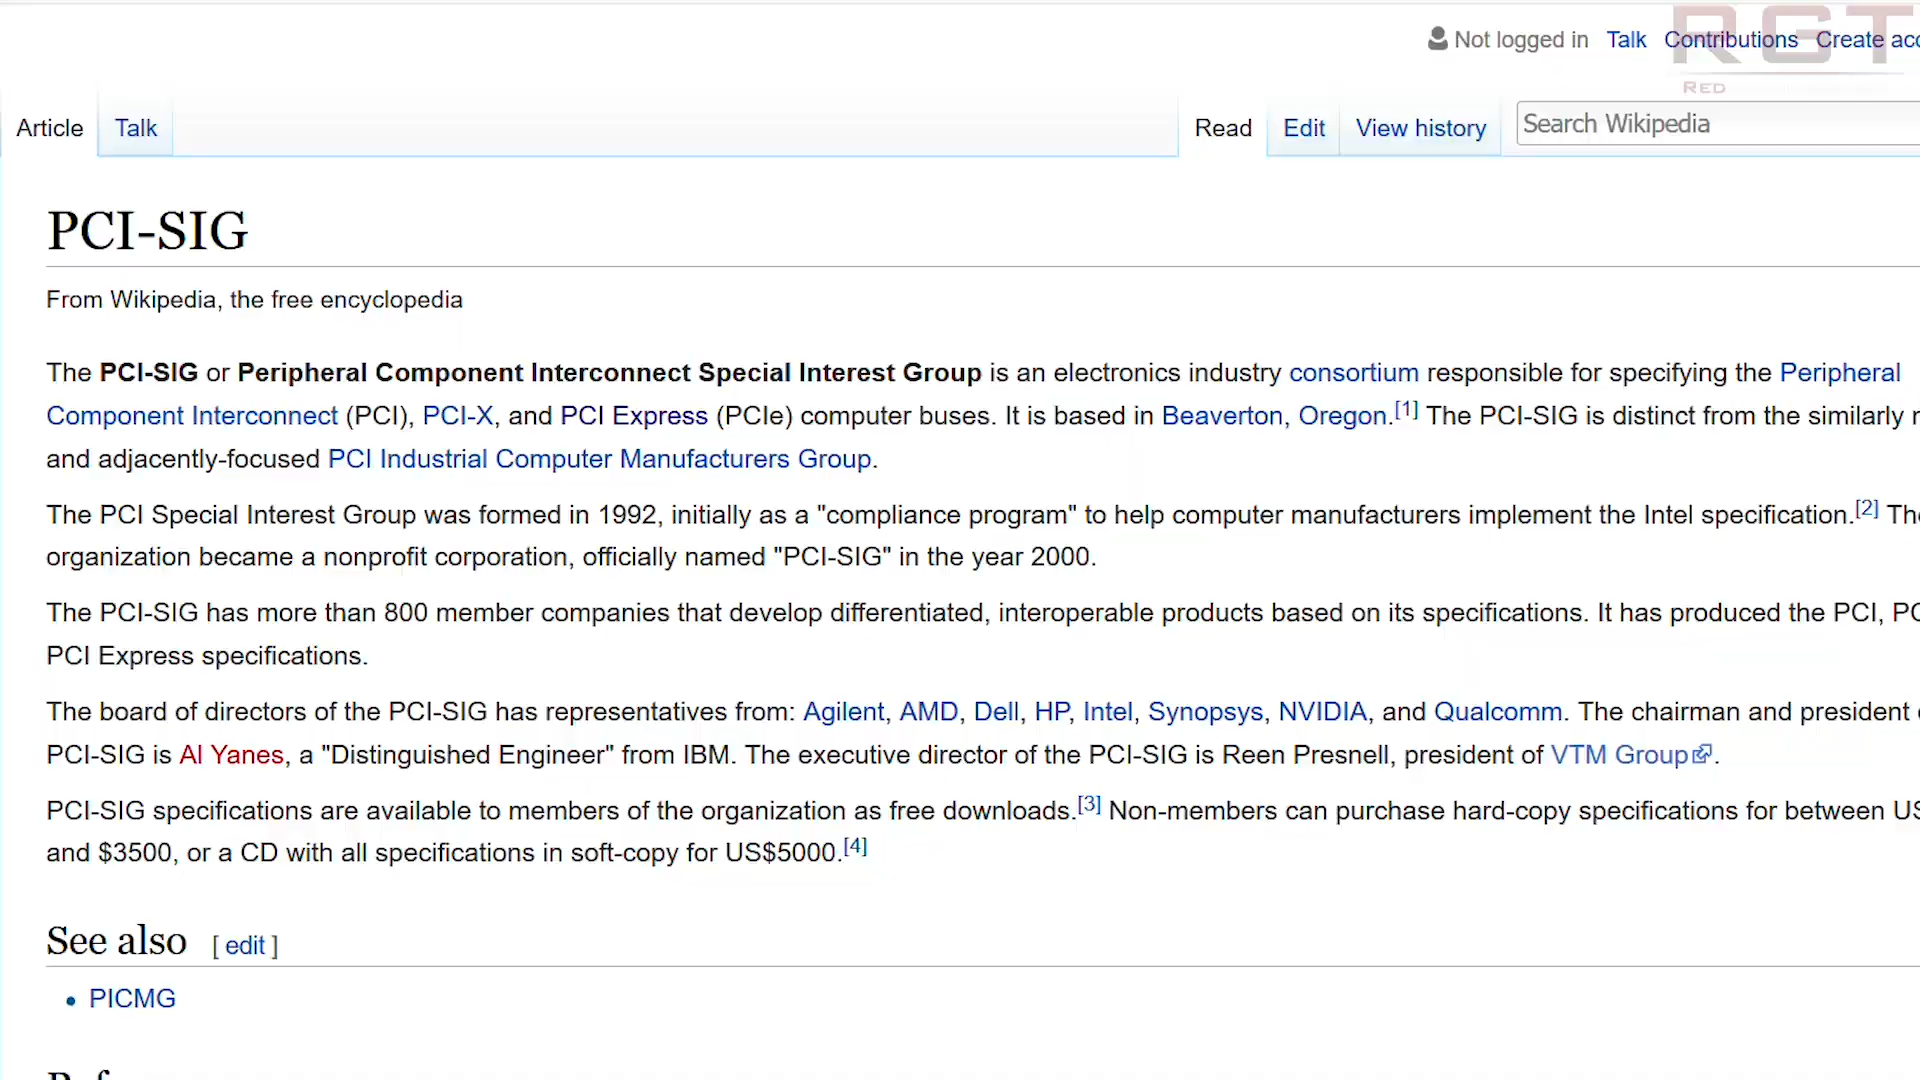 RGT
RED
Not logged in Talk Contributions Create acc
Article Talk Read Edit View history Search Wikipedia
PCI-SIG
From Wikipedia, the free encyclopedia
The PCI-SIG or Peripheral Component Interconnect Special Interest Group is an electronics industry consortium responsible for specifying the Peripheral
Component Interconnect (PCI), PCI-X, and PCI Express (PCIe) computer buses. It is based in Beaverton, Oregon.[1] The PCI-SIG is distinct from the similarly
and adjacently-focused PCI Industrial Computer Manufacturers Group.
The PCI Special Interest Group was formed in 1992, initially as a "compliance program" to help computer manufacturers implement the Intel specification.[2] The
organization became a nonprofit corporation, officially named "PCI-SIG" in the year 2000.
The PCI-SIG has more than 800 member companies that develop differentiated, interoperable products based on its specifications. It has produced the PCI, PC
PCI Express specifications.
The board of directors of the PCI-SIG has representatives from: Agilent, AMD, Dell, HP, Intel, Synopsys, NVIDIA, and Qualcomm. The chairman and president
PCI-SIG is Al Yanes, a "Distinguished Engineer" from IBM. The executive director of the PCI-SIG is Reen Presnell, president of VTM Group.
PCI-SIG specifications are available to members of the organization as free downloads.[3] Non-members can purchase hard-copy specifications for between US
and $3500, or a CD with all specifications in soft-copy for US$5000.[4]
See also [ edit ]
• PICMG